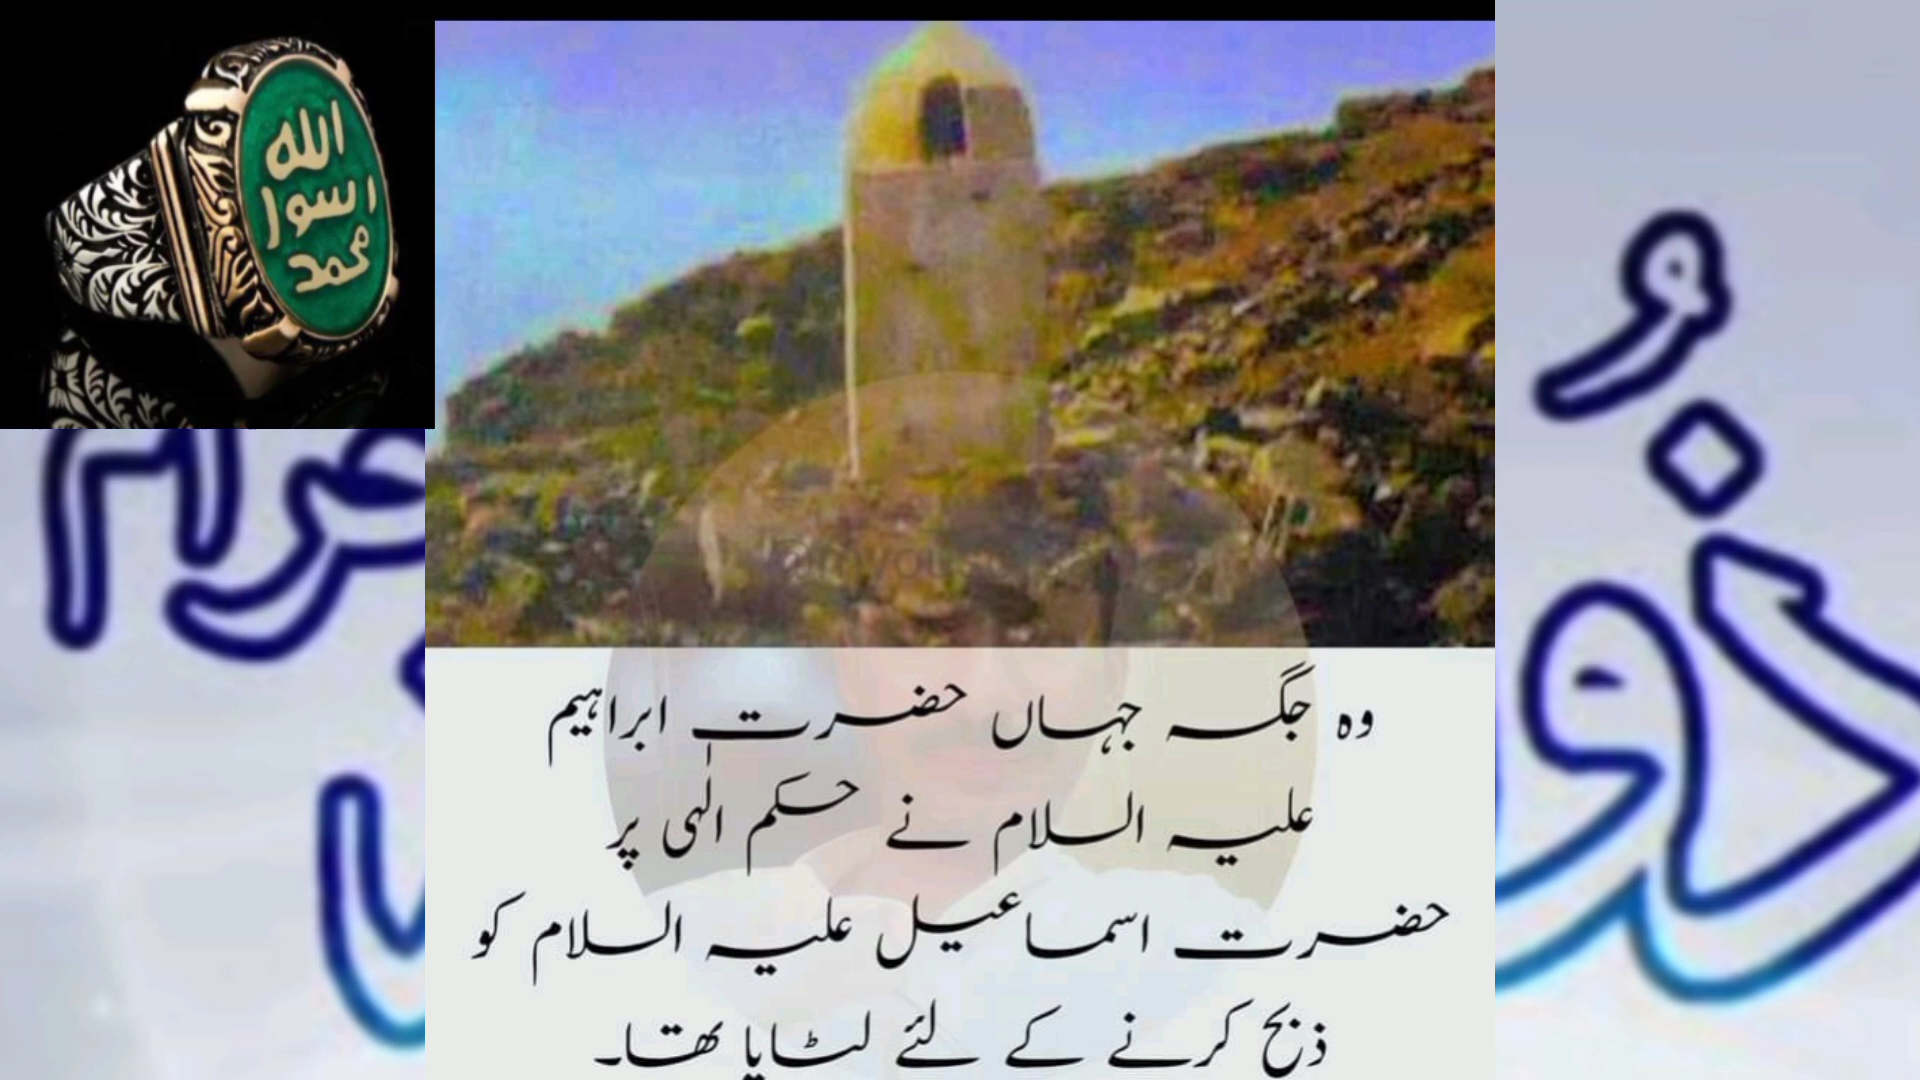 الله
رسول
محمد
وہ جگہ جہاں حضرت ابراہیم
علیہ السلام نے حکم الٰہی پر
حضرت اسماعیل علیہ السلام کو
ذبح کرنے کے لئے لٹایا تھا۔